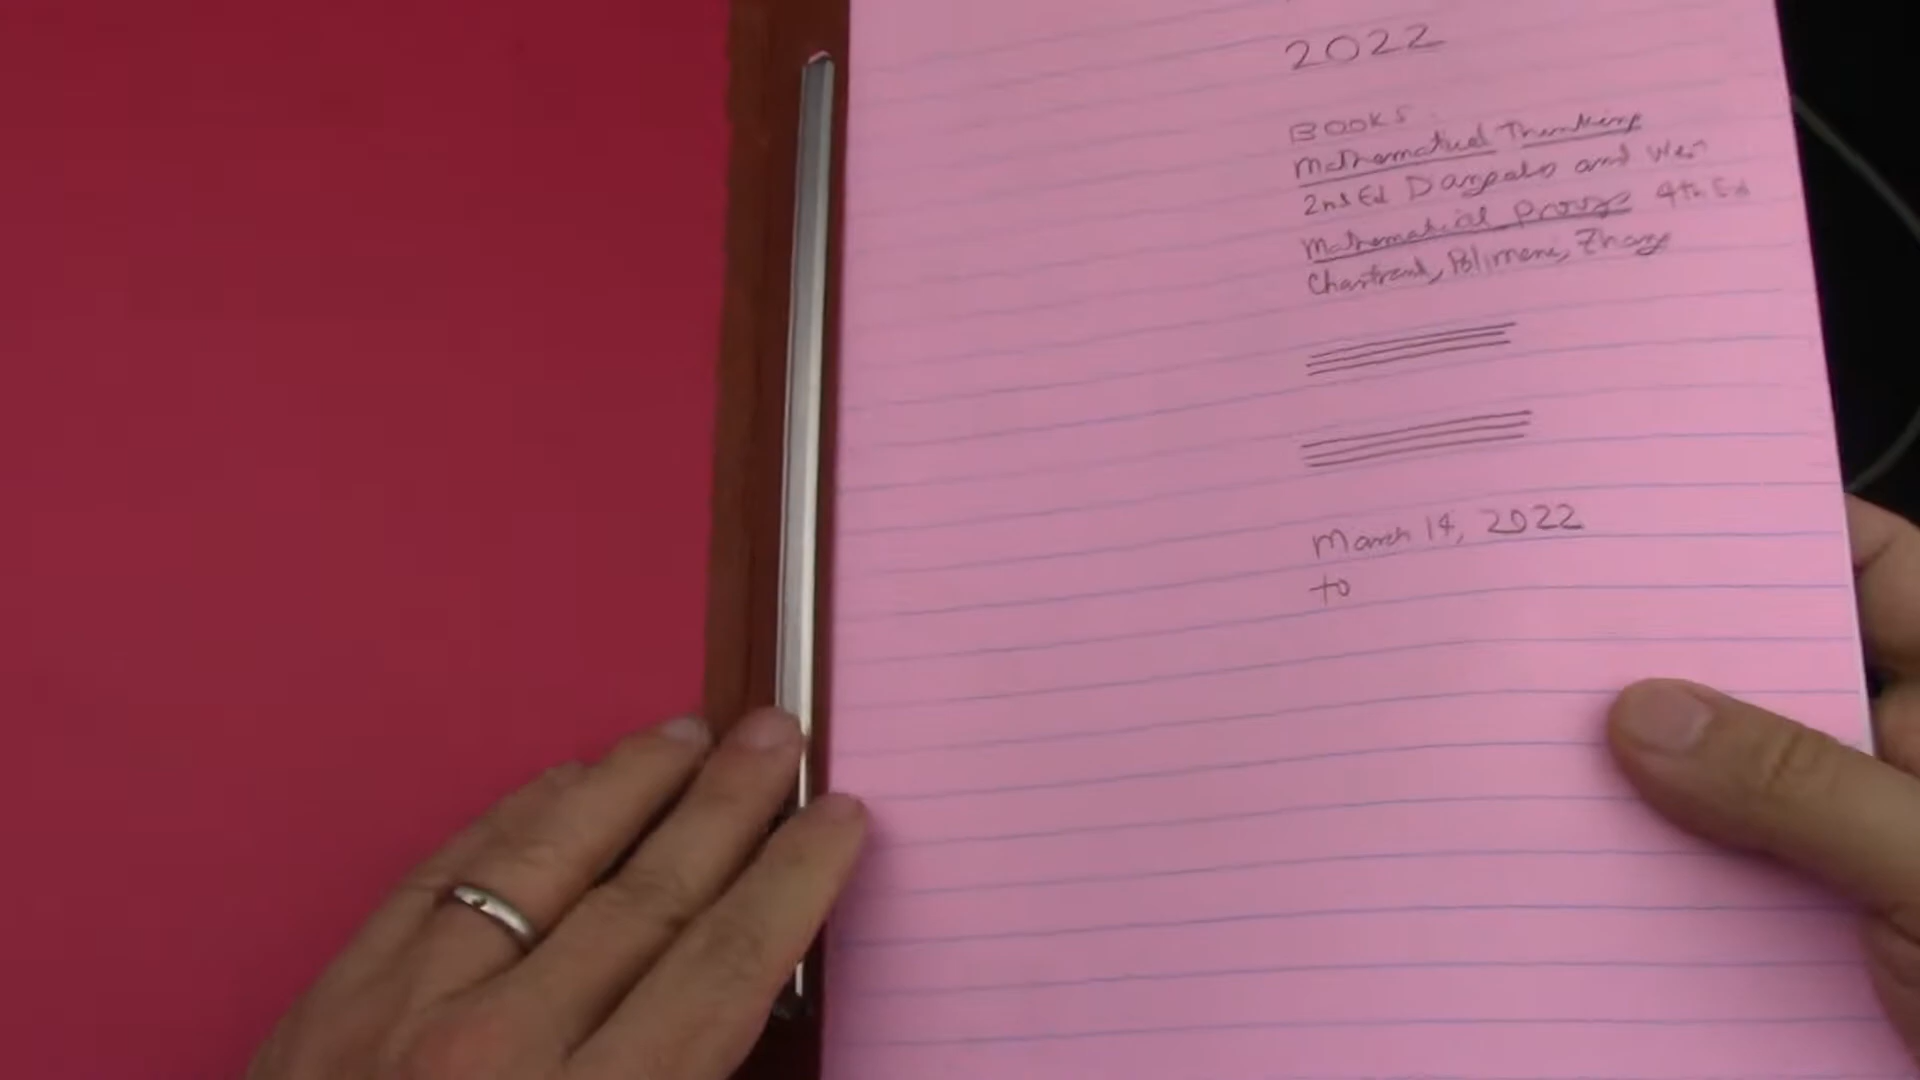 2022
BOOKS
Mathematical Thinking
2nd Ed D'Angelo and West
Mathematical Proofs 4th Ed
Chartrand, Polimeni, Zhang
March 14, 2022
to